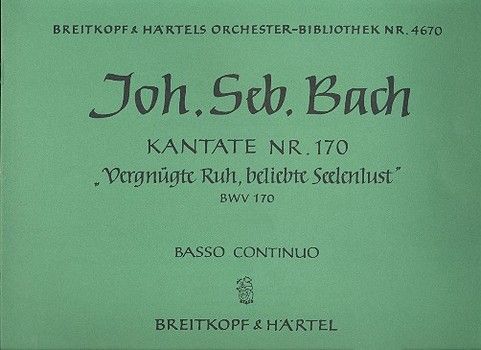 BREITKOPF & HÄRTELS ORCHESTER-BIBLIOTHEK NR. 4670
Joh. Seb. Bach
KANTATE NR. 170
„Vergnügte Ruh, beliebte Seelenlust"
BWV 170
BASSO CONTINUO
BREITKOPF & HÄRTEL